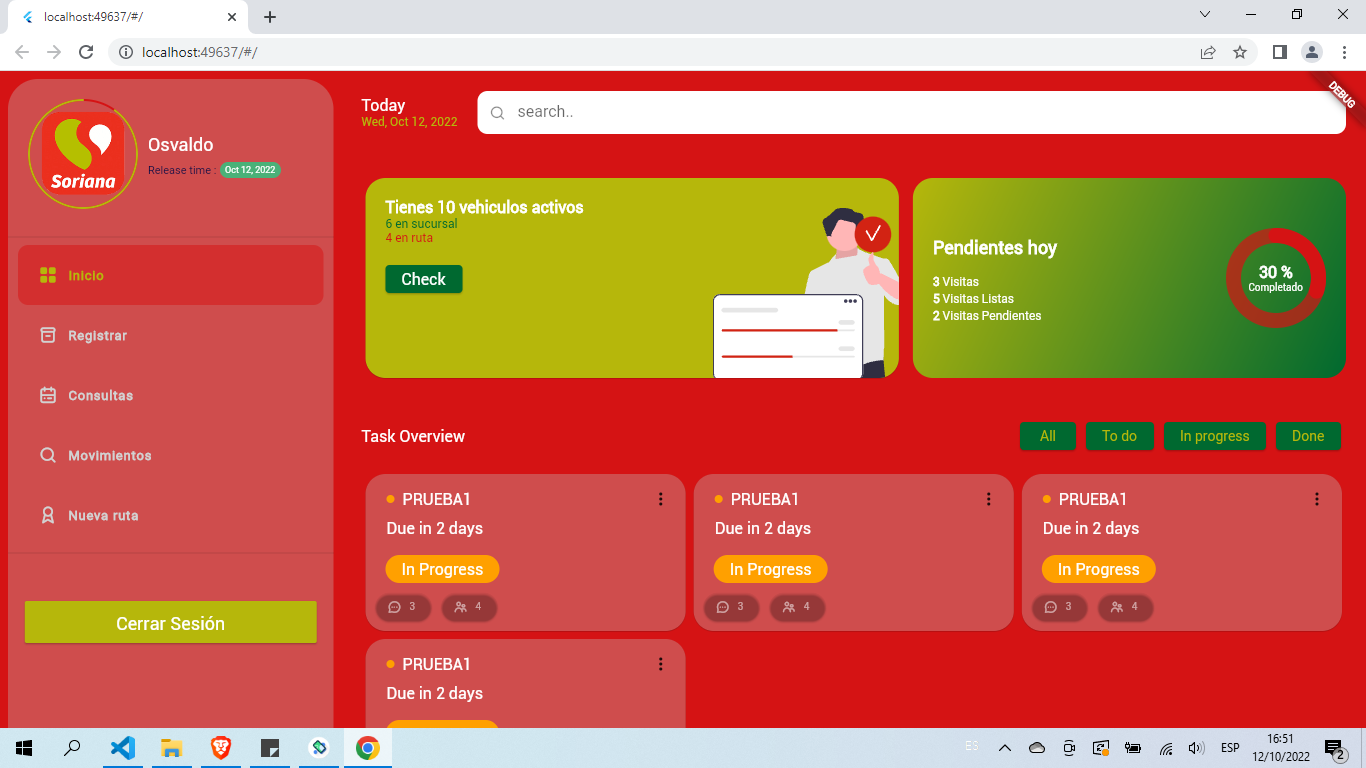 localhost:49637/#/
localhost:49637/#/
DEBUG
Soriana
Osvaldo
Release time : Oct 12, 2022
Inicio
Registrar
Consultas
Movimientos
Nueva ruta
Cerrar Sesión
Today
Wed, Oct 12, 2022
search..
Tienes 10 vehiculos activos
6 en sucursal
4 en ruta
Check
Pendientes hoy
3 Visitas
5 Visitas Listas
2 Visitas Pendientes
30 %
Completado
Task Overview
All
To do
In progress
Done
PRUEBA1
Due in 2 days
In Progress
3
4
PRUEBA1
Due in 2 days
In Progress
3
4
PRUEBA1
Due in 2 days
In Progress
3
4
PRUEBA1
Due in 2 days
ES
ESP
16:51
12/10/2022
2